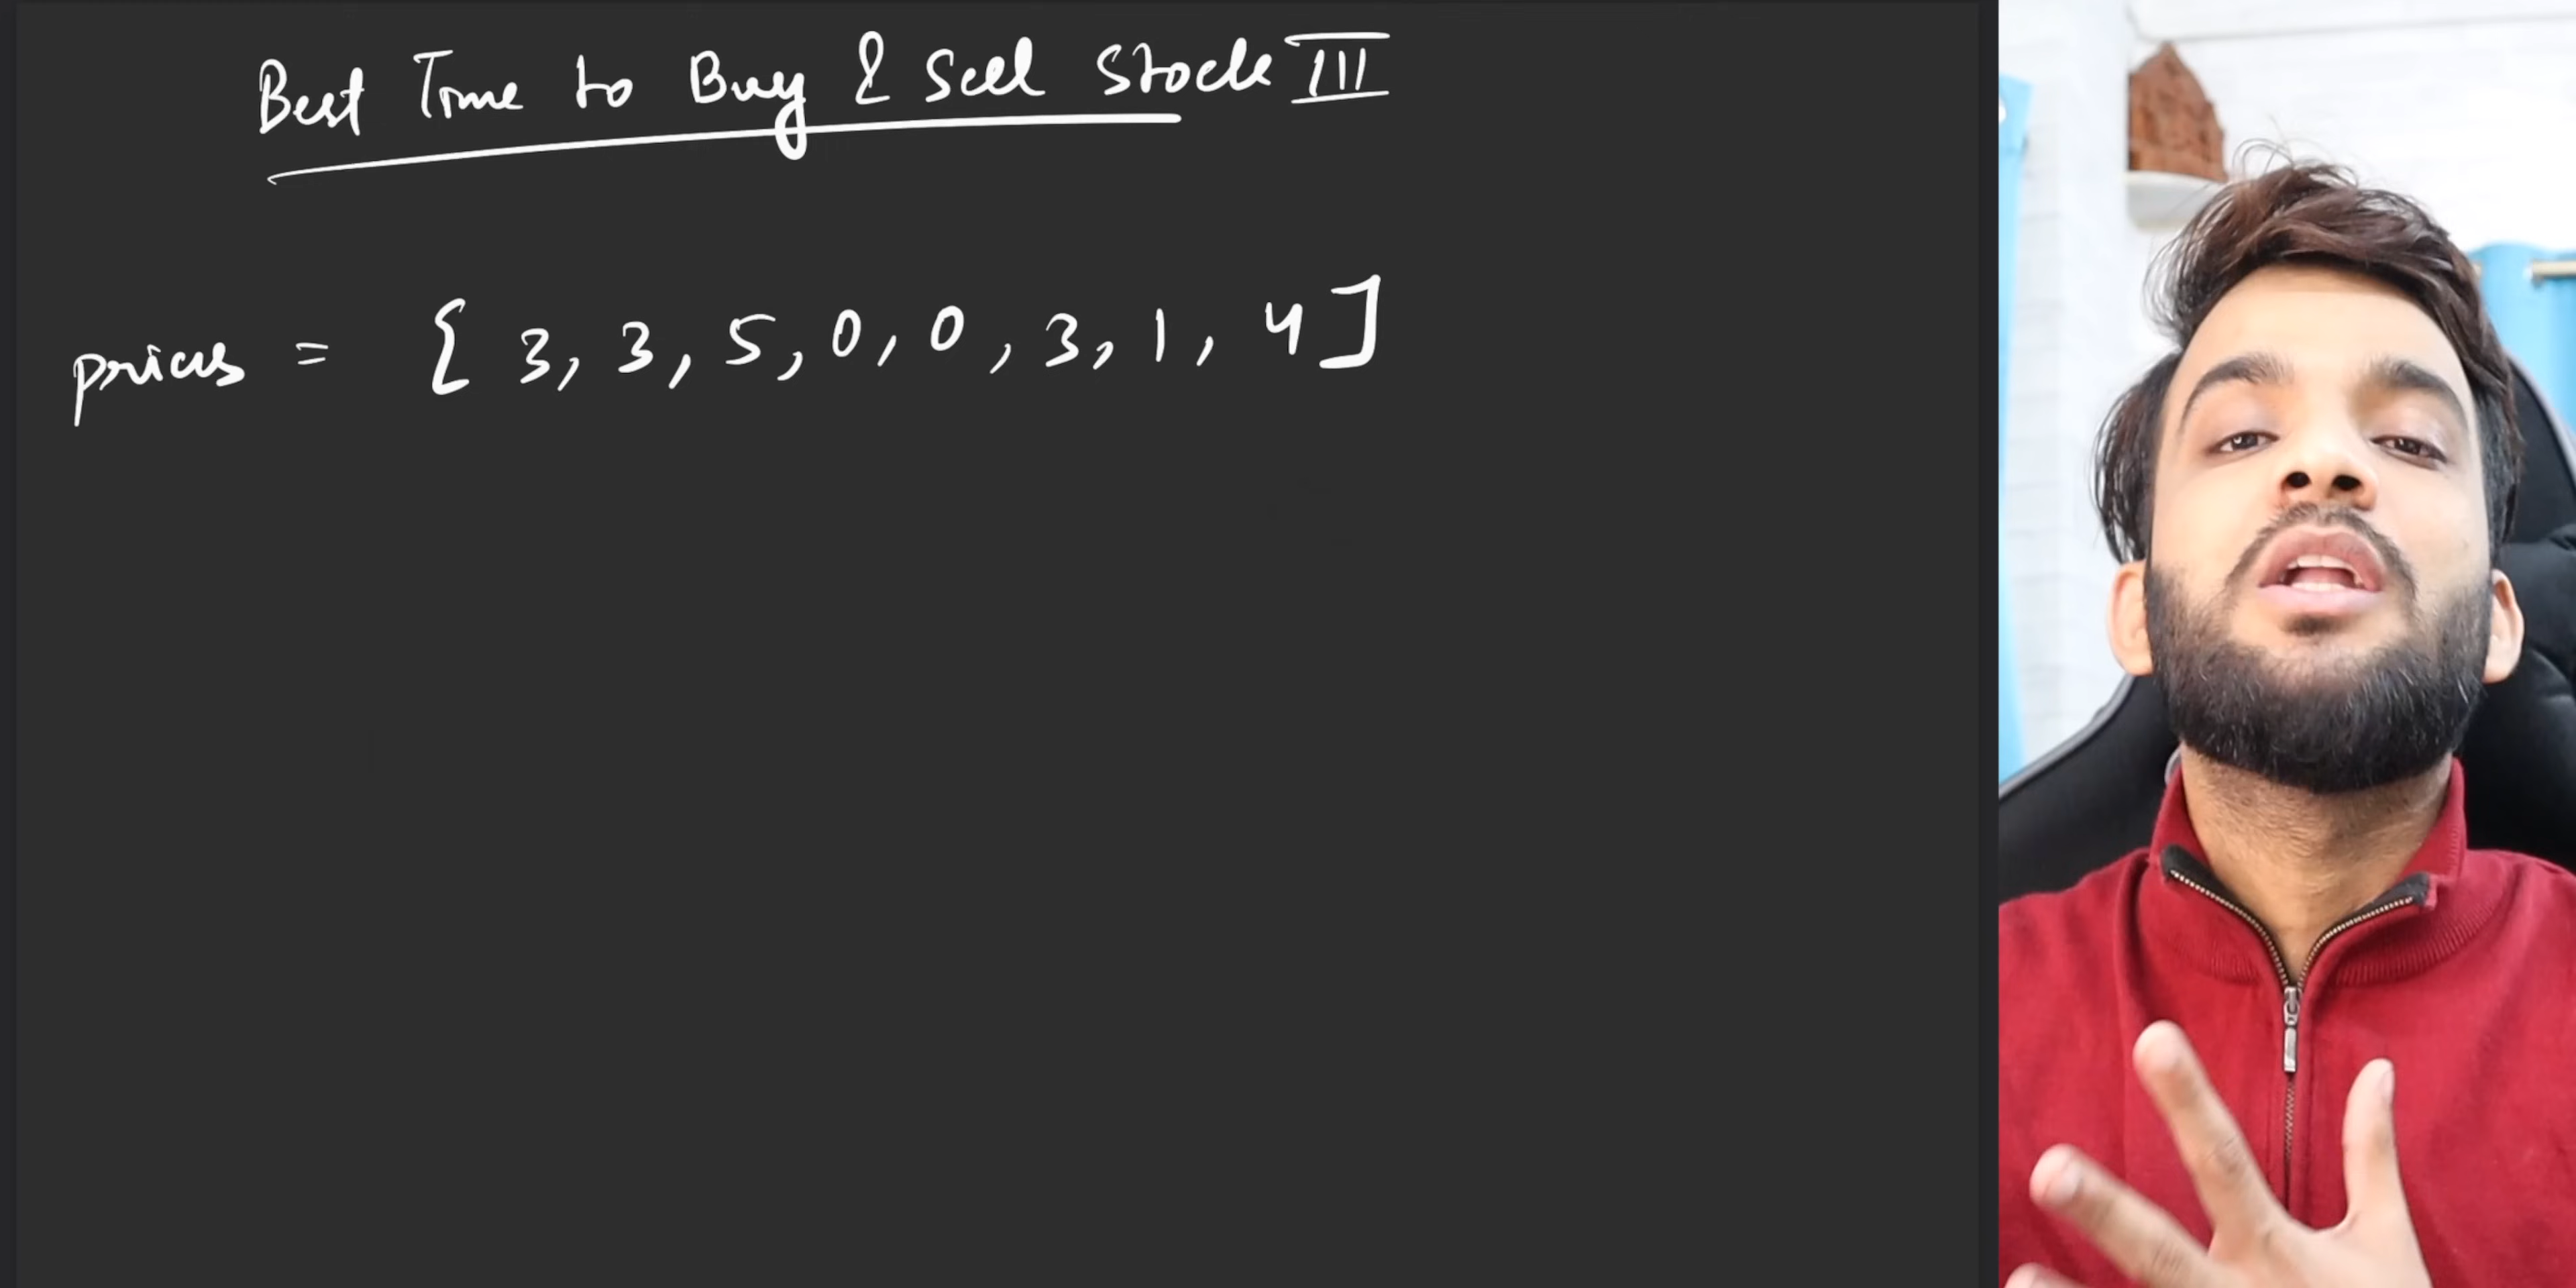 Best Time to Buy & Sell Stock III
prices = [ 3, 3, 5, 0, 0, 3, 1, 4 ]